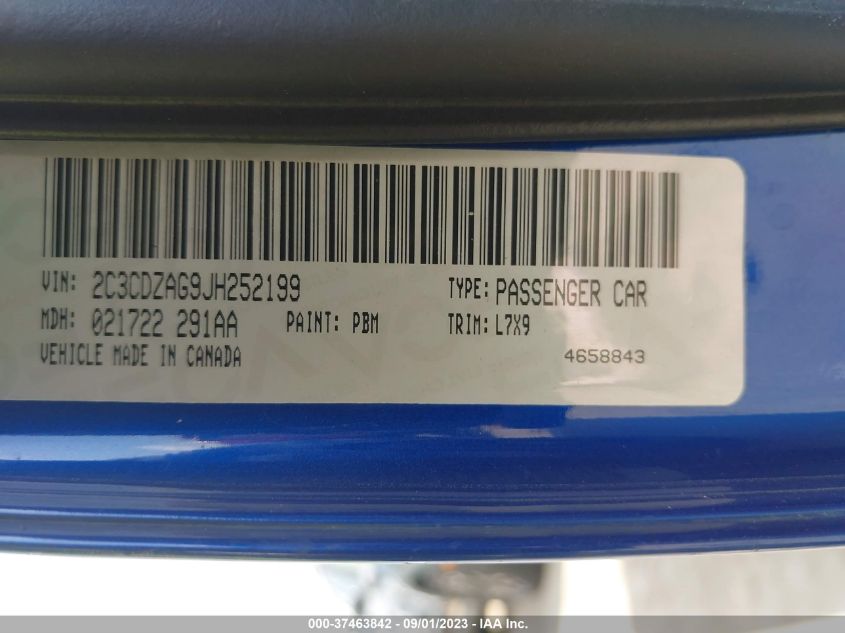 VIN: 2C3CDZAG9JH252199 TYPE: PASSENGER CAR
MDH: 021722 291AA PAINT: PBM TRIM: L7X9
VEHICLE MADE IN CANADA 4658843
000-37463842 - 09/01/2023 - IAA Inc.